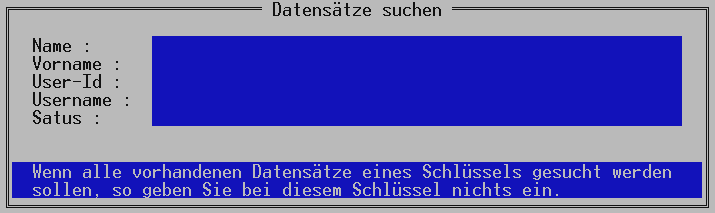 Datensätze suchen
Name :
Vorname :
User-Id :
Username :
Satus :
Wenn alle vorhandenen Datensätze eines Schlüssels gesucht werden
sollen, so geben Sie bei diesem Schlüssel nichts ein.